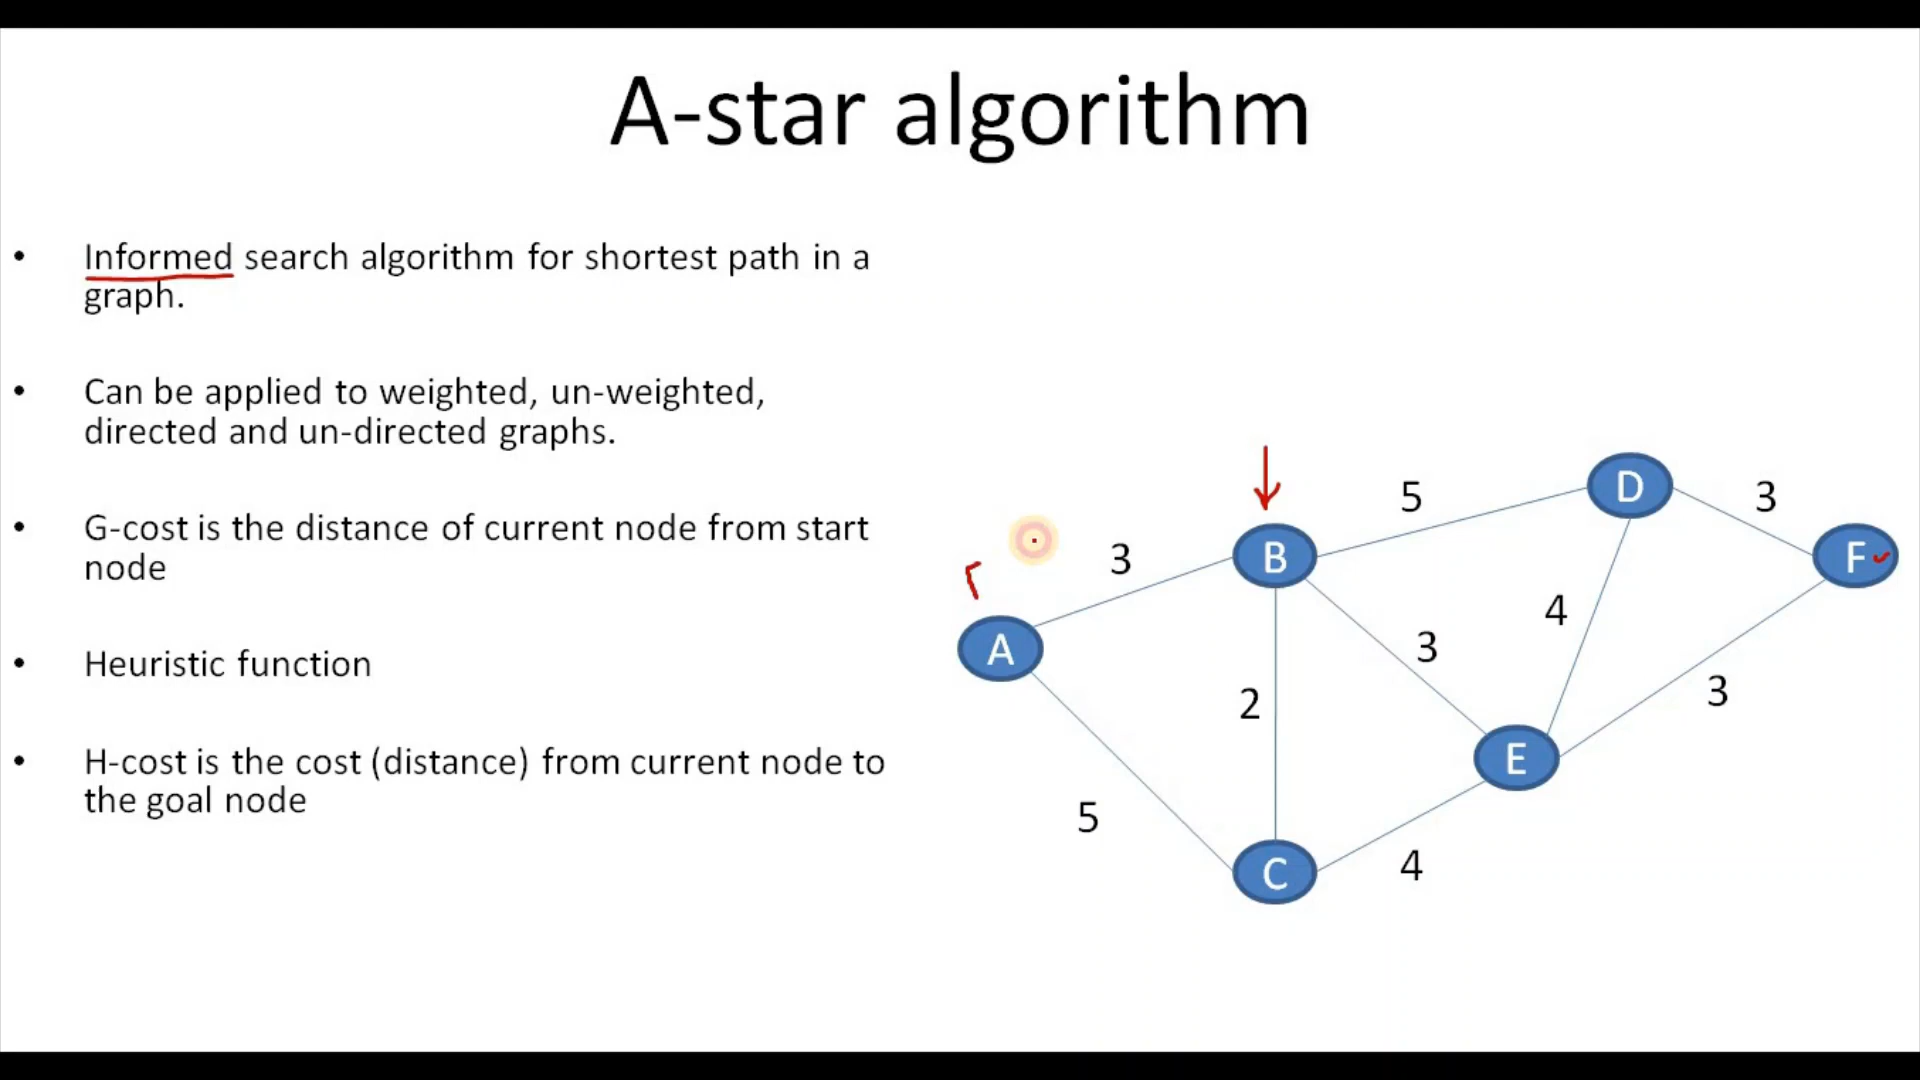 A-star algorithm
• Informed search algorithm for shortest path in a
graph.
• Can be applied to weighted, un-weighted,
directed and un-directed graphs.
• G-cost is the distance of current node from start
node
• Heuristic function
• H-cost is the cost (distance) from current node to
the goal node
D
5
3
B
F
3
4
A
3
2
3
E
5
C
4